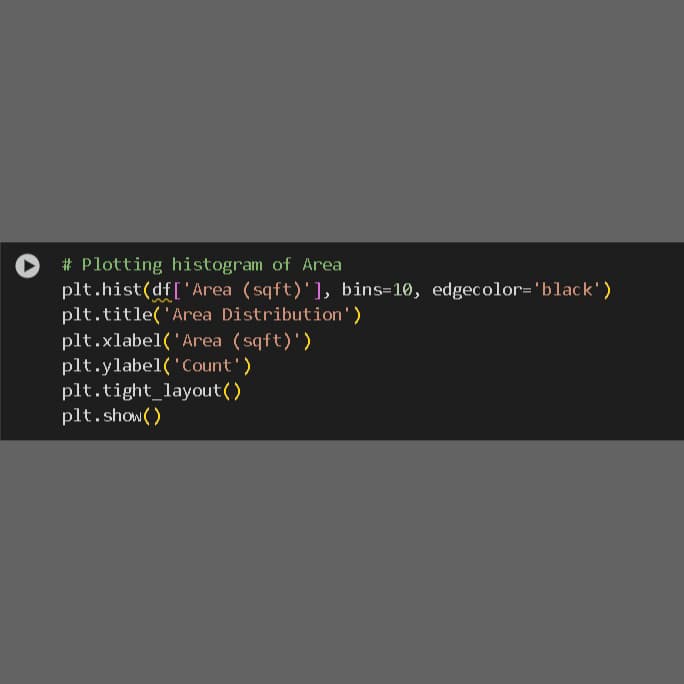 # Plotting histogram of Area
plt.hist(df['Area (sqft)'], bins=10, edgecolor='black')
plt.title('Area Distribution')
plt.xlabel('Area (sqft)')
plt.ylabel('Count')
plt.tight_layout()
plt.show()